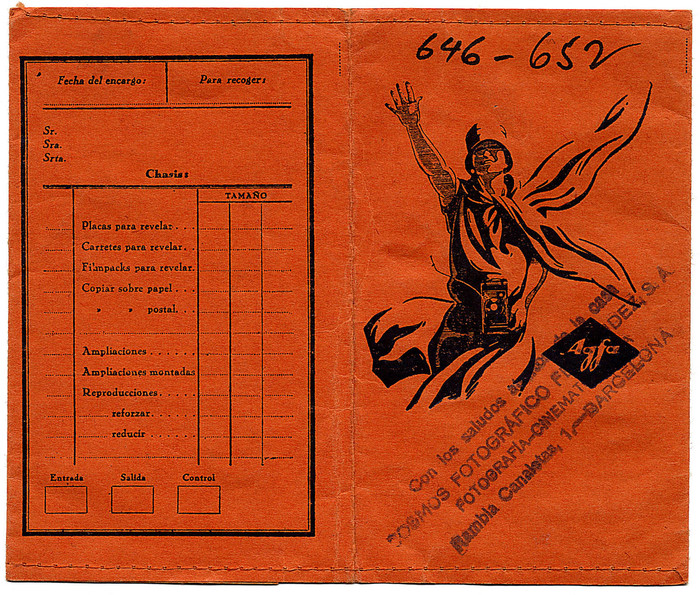 Fecha del encargo:
Para recoger:
Sr.
Sra.
Srta.
Chasis:
TAMAÑO
Placas para revelar. . .
Carretes para revelar. . .
Filmpacks para revelar.
Copiar sobre papel . . .
» » postal. . .
Ampliaciones . . . . . .
Ampliaciones montadas
Reproducciones. . . . .
reforzar. . . . .
reducir . . . . .
Entrada Salida Control
646 - 652
Agfa
Con los saludos de la casa
COSMOS FOTOGRÁFICO DEZ, S. A.
FOTOGRAFÍA-CINEMAT
Rambla Canaletas, 1.-BARCELONA